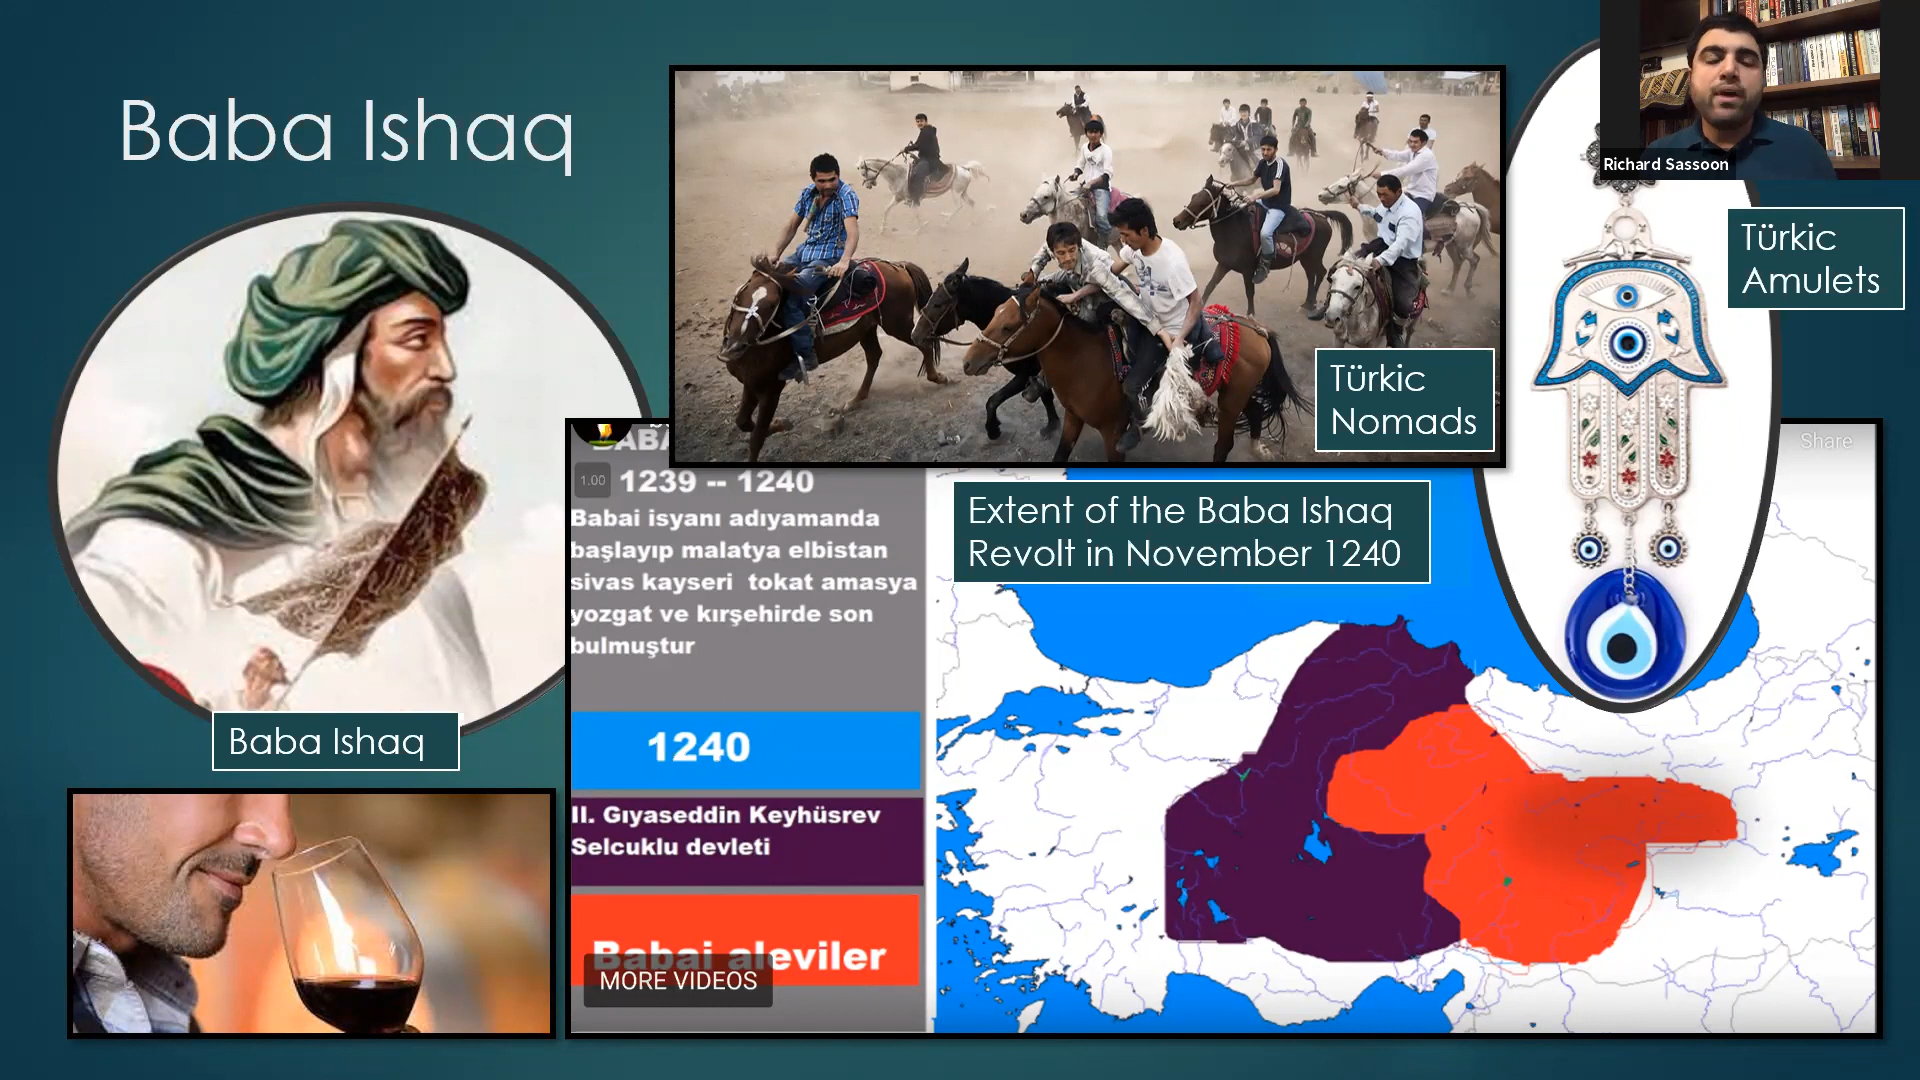 Baba Ishaq
Richard Sassoon
Türkic
Amulets
Türkic
Nomads
1.00
1239 -- 1240
Babai isyanı adıyamanda
başlayıp malatya elbistan
sivas kayseri tokat amasya
yozgat ve kırşehirde son
bulmuştur
Extent of the Baba Ishaq
Revolt in November 1240
Share
Baba Ishaq
1240
II. Gıyaseddin Keyhüsrev
Selcuklu devleti
Babai aleviler
MORE VIDEOS